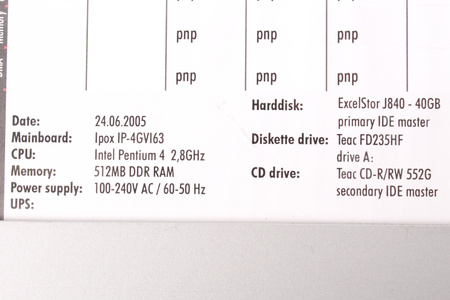 Memory
DMA
pnp pnp pnp
pnp pnp pnp
Date: 24.06.2005
Mainboard: Ipox IP-4GVI63
CPU: Intel Pentium 4 2,8GHz
Memory: 512MB DDR RAM
Power supply: 100-240V AC / 60-50 Hz
UPS:
Harddisk: ExcelStor J840 - 40GB
primary IDE master
Diskette drive: Teac FD235HF
drive A:
CD drive: Teac CD-R/RW 552G
secondary IDE master